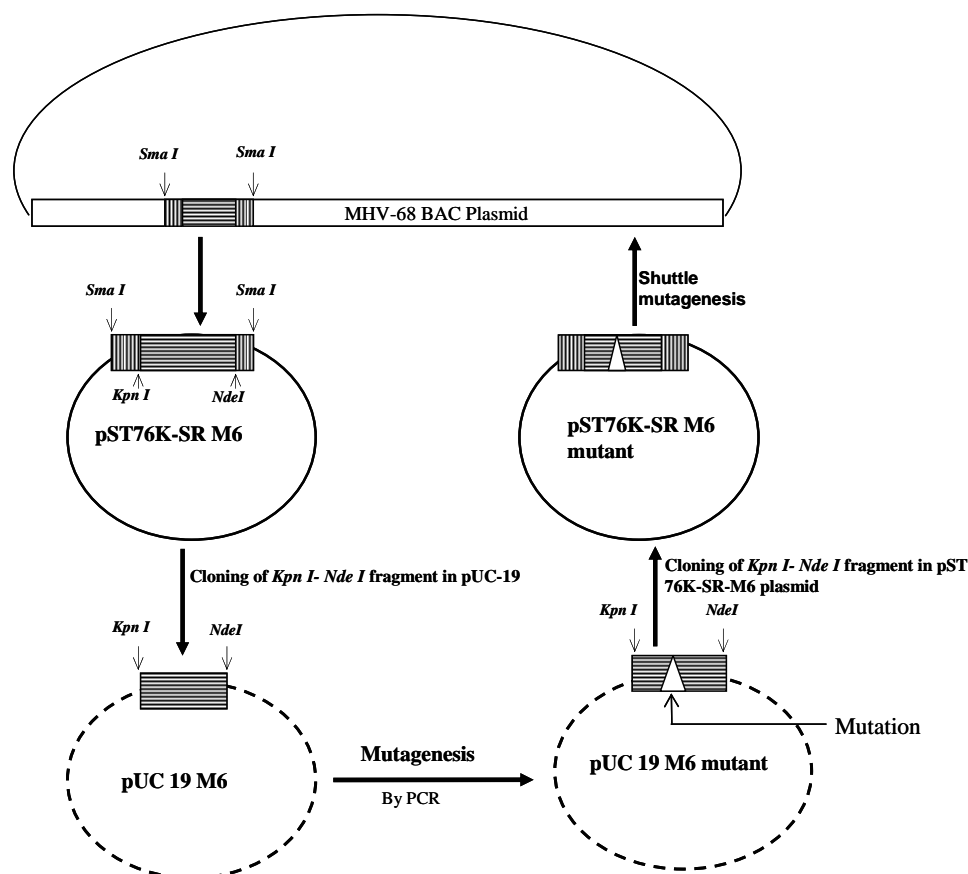 Sma I
Sma I
MHV-68 BAC Plasmid
Sma I
Sma I
Shuttle
mutagenesis
Kpn I
NdeI
pST76K-SR M6
pST76K-SR M6
mutant
Cloning of Kpn I- Nde I fragment in pUC-19
Cloning of Kpn I- Nde I fragment in pST
76K-SR-M6 plasmid
Kpn I
NdeI
Kpn I
NdeI
Mutation
Mutagenesis
By PCR
pUC 19 M6
pUC 19 M6 mutant